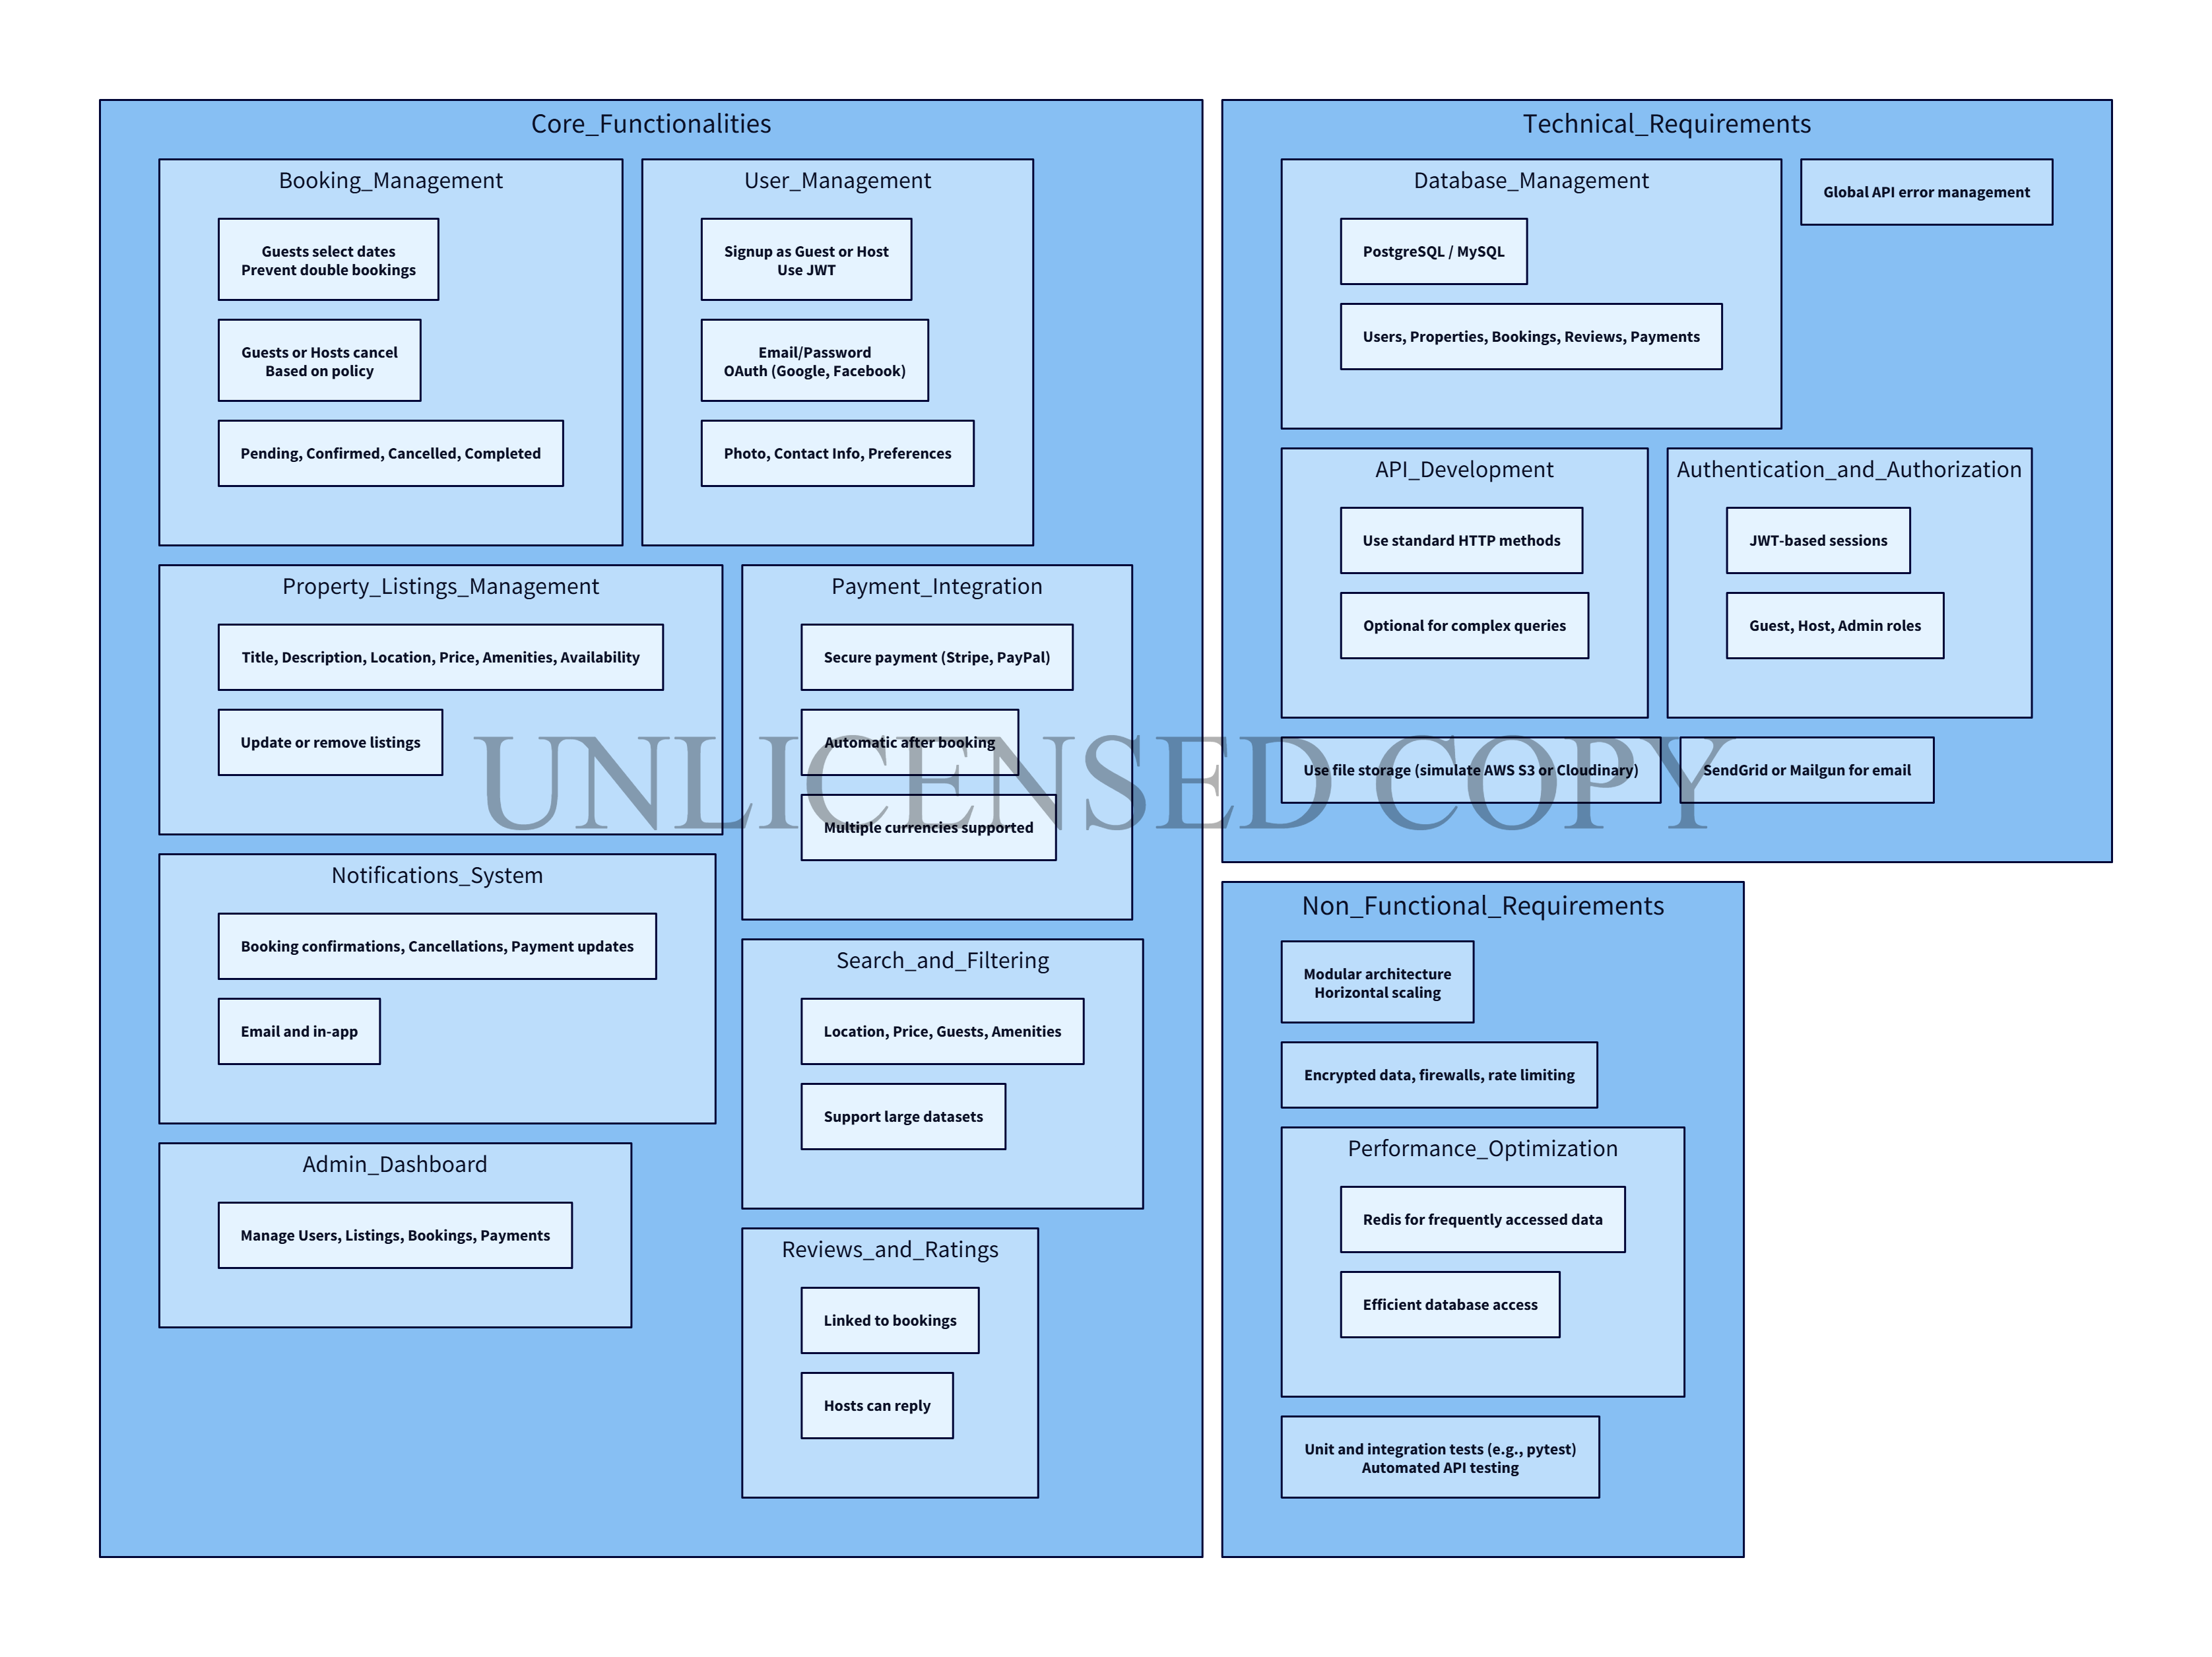 Core_Functionalities
Booking_Management
Guests select dates
Prevent double bookings
Guests or Hosts cancel
Based on policy
Pending, Confirmed, Cancelled, Completed
User_Management
Signup as Guest or Host
Use JWT
Email/Password
OAuth (Google, Facebook)
Photo, Contact Info, Preferences
Property_Listings_Management
Title, Description, Location, Price, Amenities, Availability
Update or remove listings
Payment_Integration
Secure payment (Stripe, PayPal)
Automatic after booking
Multiple currencies supported
Notifications_System
Booking confirmations, Cancellations, Payment updates
Email and in-app
Search_and_Filtering
Location, Price, Guests, Amenities
Support large datasets
Admin_Dashboard
Manage Users, Listings, Bookings, Payments
Reviews_and_Ratings
Linked to bookings
Hosts can reply
Technical_Requirements
Database_Management
PostgreSQL / MySQL
Users, Properties, Bookings, Reviews, Payments
Global API error management
API_Development
Use standard HTTP methods
Optional for complex queries
Authentication_and_Authorization
JWT-based sessions
Guest, Host, Admin roles
Use file storage (simulate AWS S3 or Cloudinary)
SendGrid or Mailgun for email
Non_Functional_Requirements
Modular architecture
Horizontal scaling
Encrypted data, firewalls, rate limiting
Performance_Optimization
Redis for frequently accessed data
Efficient database access
Unit and integration tests (e.g., pytest)
Automated API testing
UNLICENSED COPY